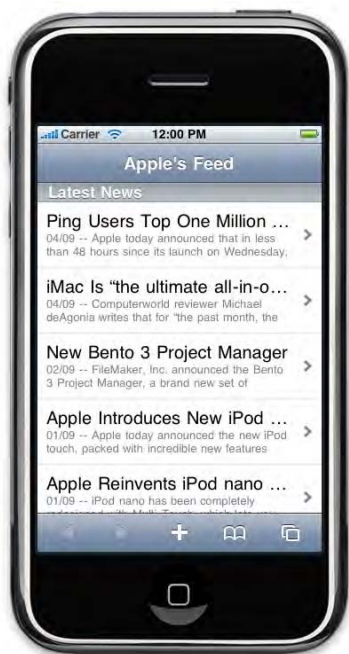 Carrier 12:00 PM
Apple's Feed
Latest News
Ping Users Top One Million ...
04/09 -- Apple today announced that in less
than 48 hours since its launch on Wednesday,
iMac Is “the ultimate all-in-o...
04/09 -- Computerworld reviewer Michael
deAgonia writes that for “the past month, the
New Bento 3 Project Manager
02/09 -- FileMaker, Inc. announced the Bento
3 Project Manager, a brand new set of
Apple Introduces New iPod ...
01/09 -- Apple today announced the new iPod
touch, packed with incredible new features
Apple Reinvents iPod nano ...
01/09 -- iPod nano has been completely